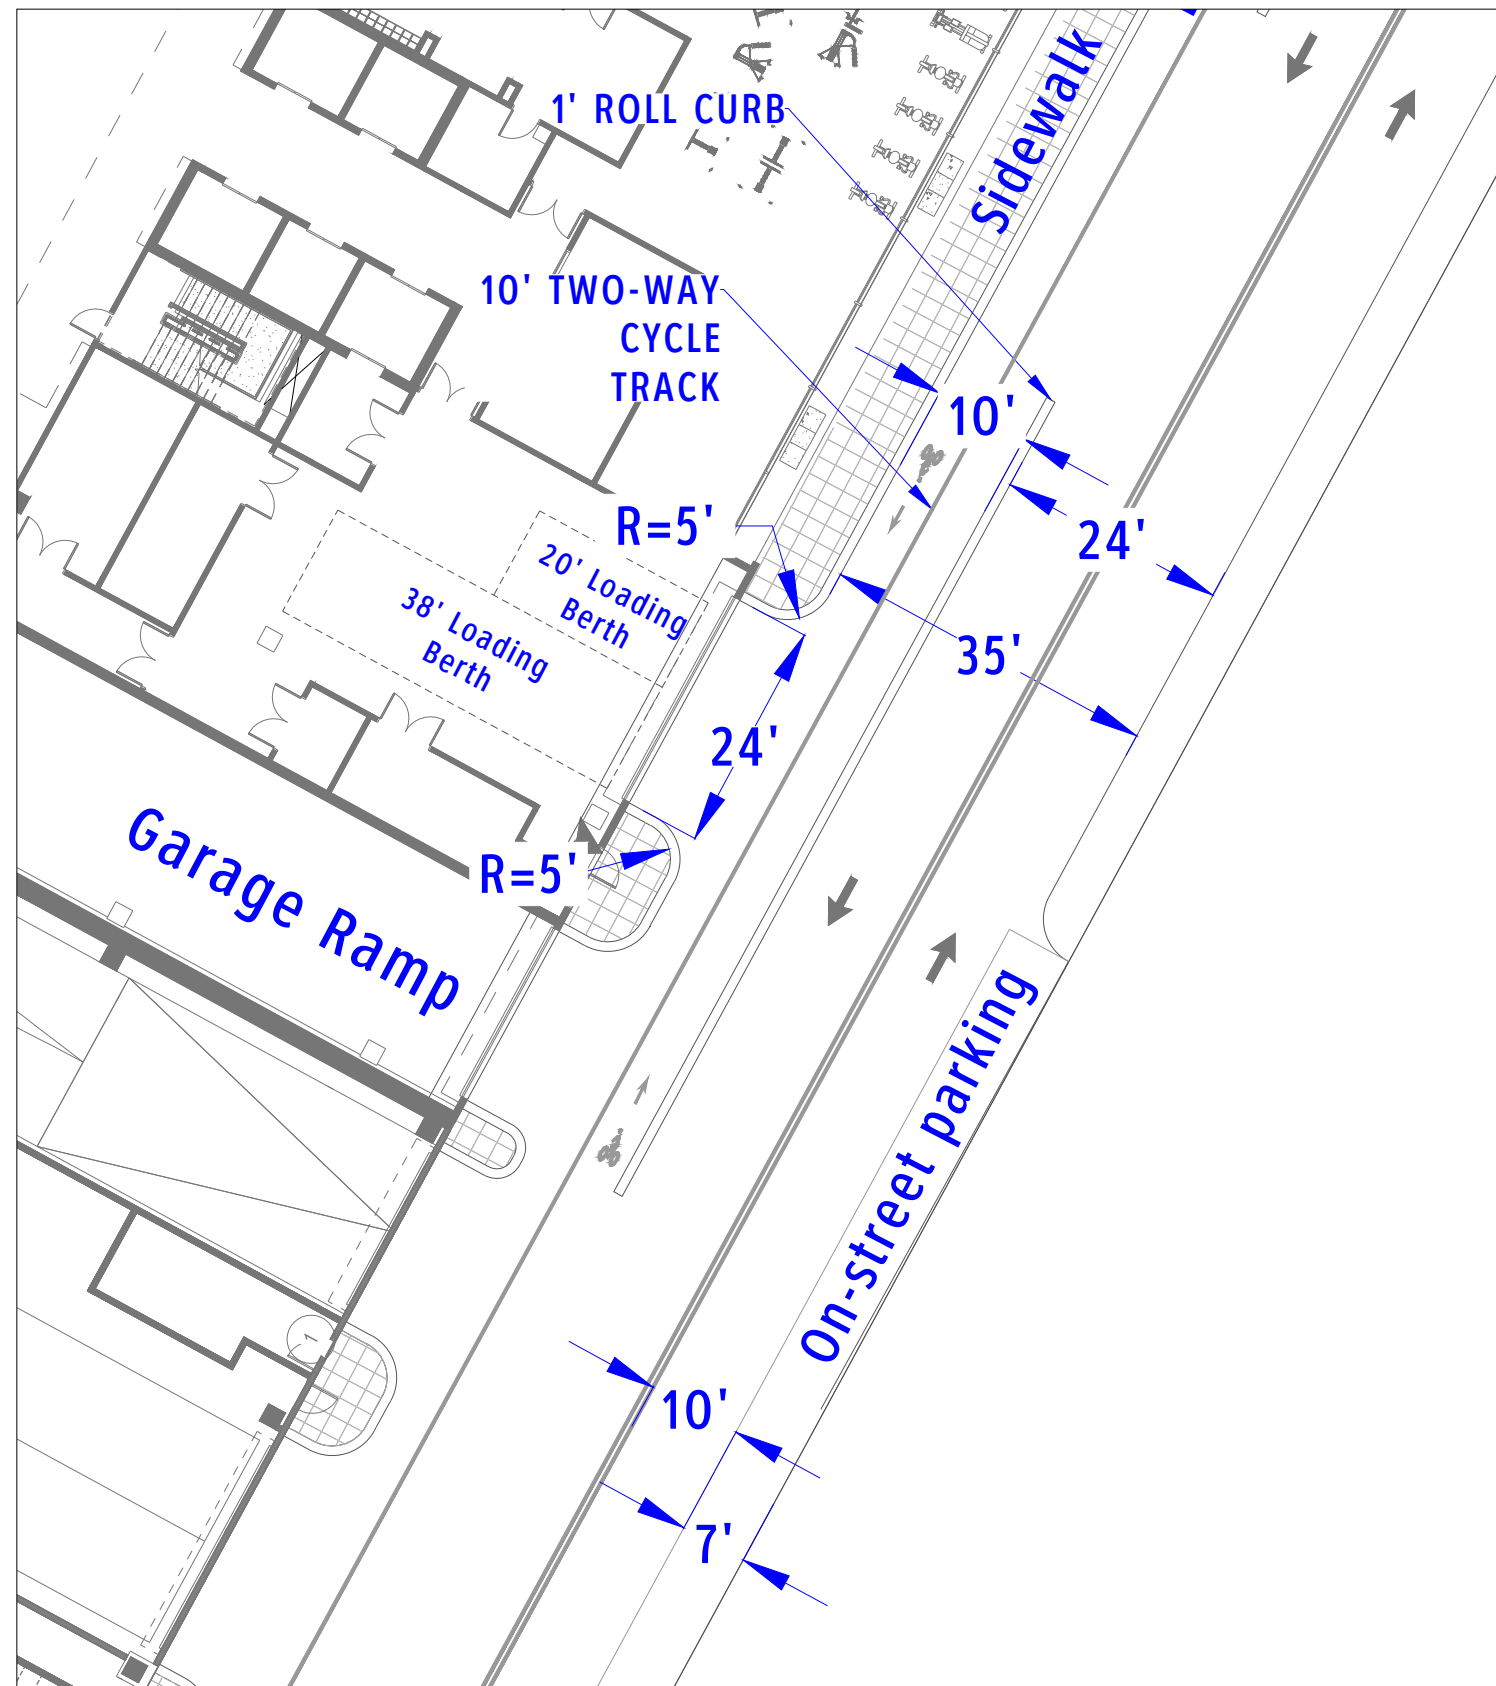 1' ROLL CURB
Sidewalk
10' TWO-WAY
CYCLE
TRACK
10'
R=5'
24'
20' Loading
Berth
38' Loading
Berth
35'
24'
Garage Ramp
R=5'
On-street parking
1
10'
7'